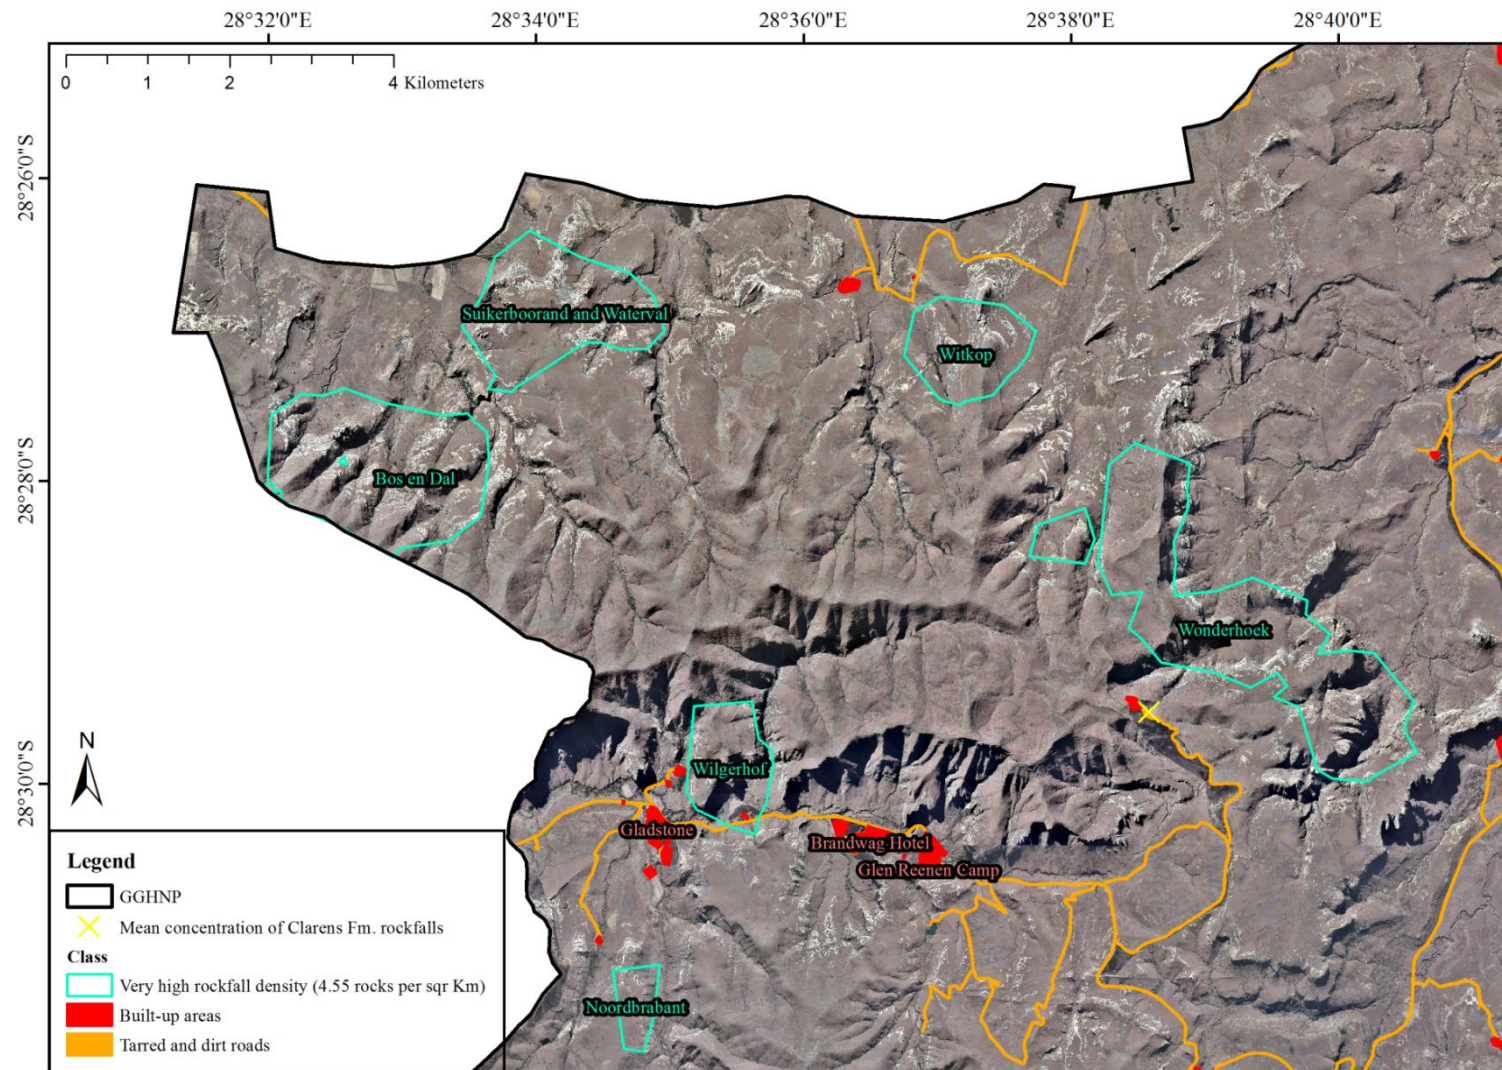 28°32'0"E
28°34'0"E
28°36'0"E
28°38'0"E
28°40'0"E
0 1 2 4 Kilometers
28°26'0"S
28°28'0"S
28°30'0"S
Suikerboorand and Waterval
Witkop
Bos en Dal
Wonderhoek
Wilgerhof
Gladstone
Brandwag Hotel
Glen Reenen Camp
Noordbrabant
N
Legend
GGHNP
Mean concentration of Clarens Fm. rockfalls
Class
Very high rockfall density (4.55 rocks per sqr Km)
Built-up areas
Tarred and dirt roads